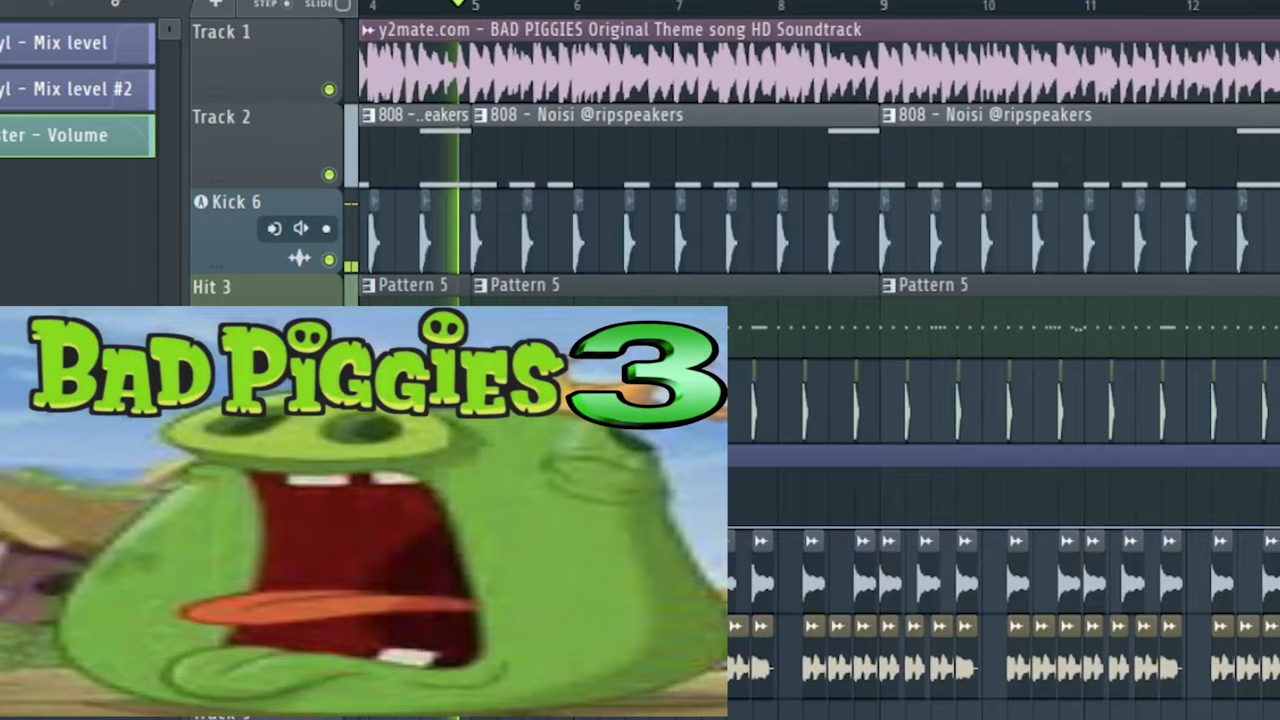 STEP SLIDE
4 5 6 7 8 9 10 11 12
yl - Mix level
yl - Mix level #2
ter - Volume
Track 1
y2mate.com - BAD PIGGIES Original Theme song HD Soundtrack
Track 2
808 -..eakers 808 - Noisi @ripspeakers 808 - Noisi @ripspeakers
Kick 6
Hit 3
Pattern 5 Pattern 5 Pattern 5
BAD PIGGIES 3